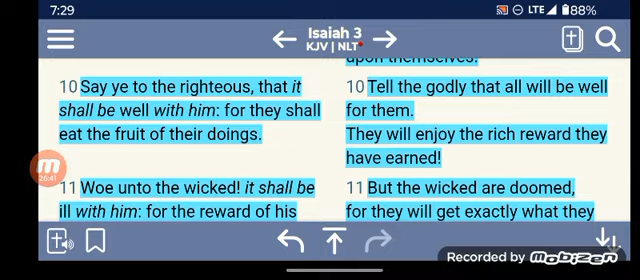 7:29
LTE 88%
Isaiah 3
KJV | NLT
upon themselves.
10 Say ye to the righteous, that it
shall be well with him: for they shall
eat the fruit of their doings.
11 Woe unto the wicked! it shall be
ill with him: for the reward of his
10 Tell the godly that all will be well
for them.
They will enjoy the rich reward they
have earned!
11 But the wicked are doomed,
for they will get exactly what they
26:41
Recorded by mobizen